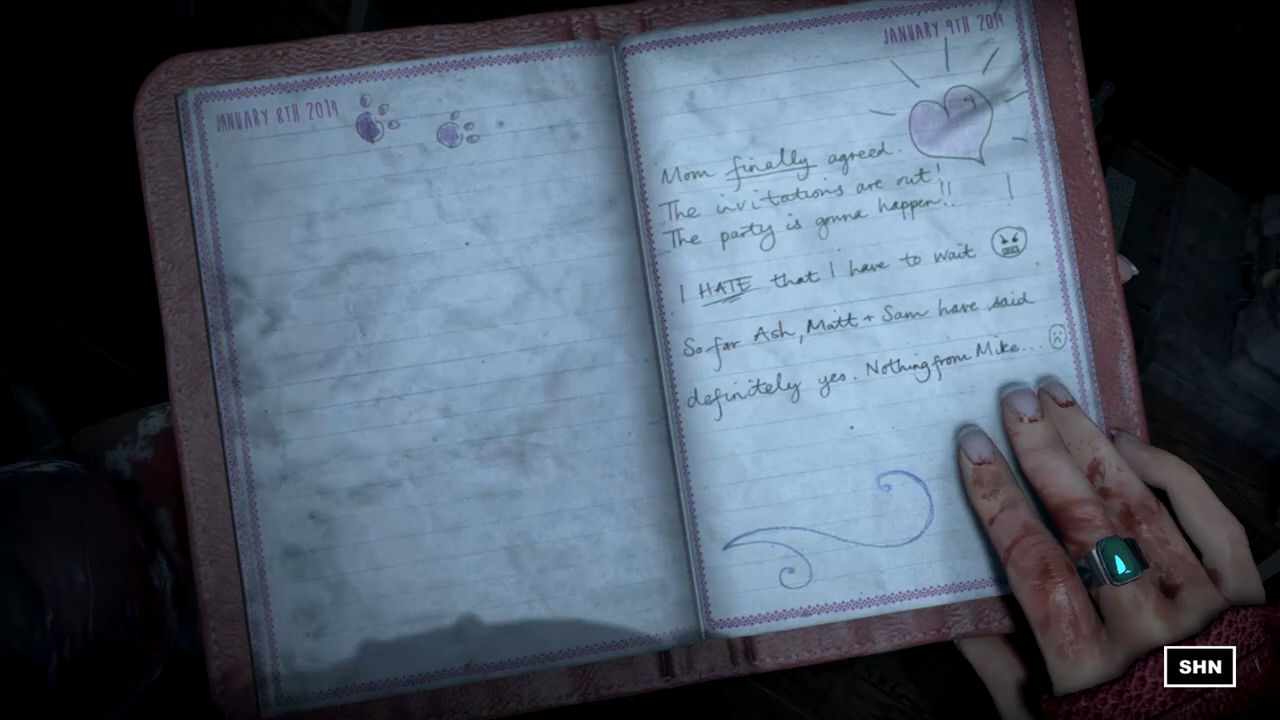 JANUARY 8TH 2014
JANUARY 9TH 2014
Mom finally agreed.
The invitations are out!
The party is gonna happen!! !
I HATE that I have to wait
So far Ash, Matt + Sam have said
definitely yes. Nothing from Mike...
SHN